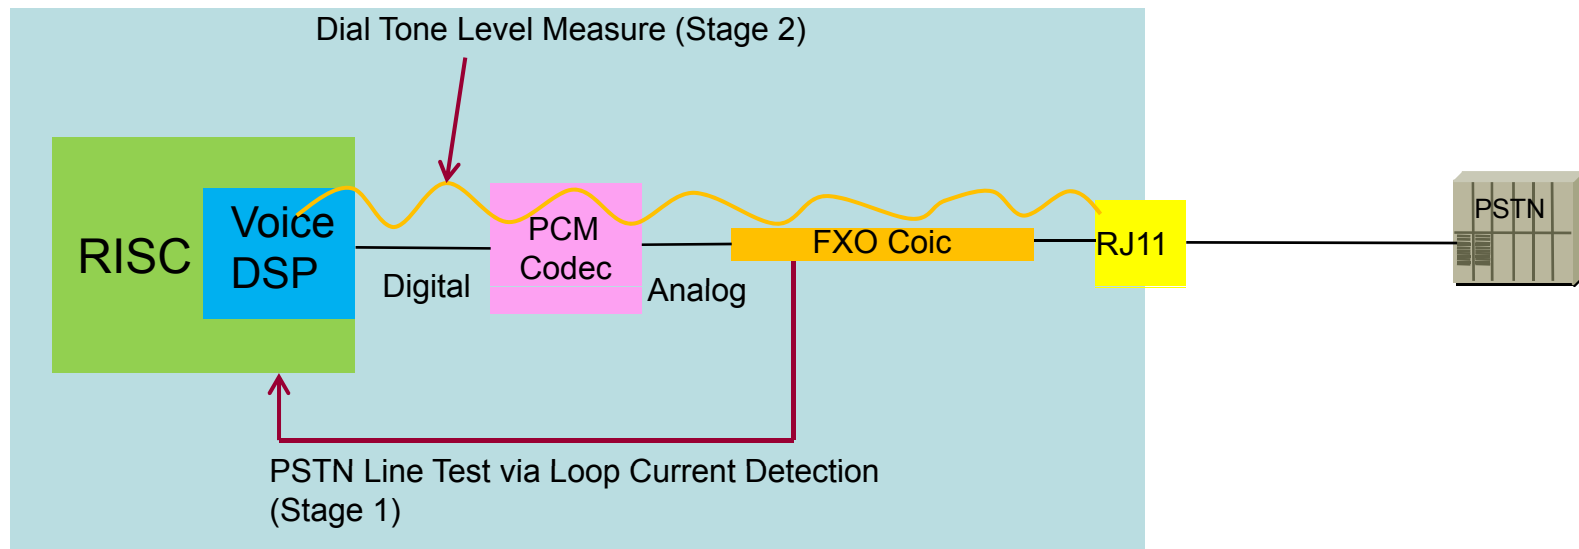 Dial Tone Level Measure (Stage 2)
RISC
Voice
DSP
Digital
PCM
Codec
Analog
FXO Coic
RJ11
PSTN
PSTN Line Test via Loop Current Detection
(Stage 1)